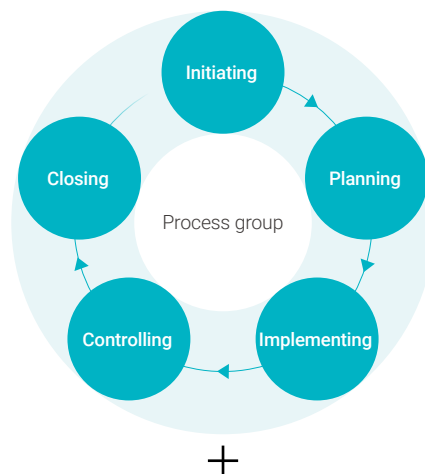 Initiating
Planning
Implementing
Controlling
Closing
Process group
+